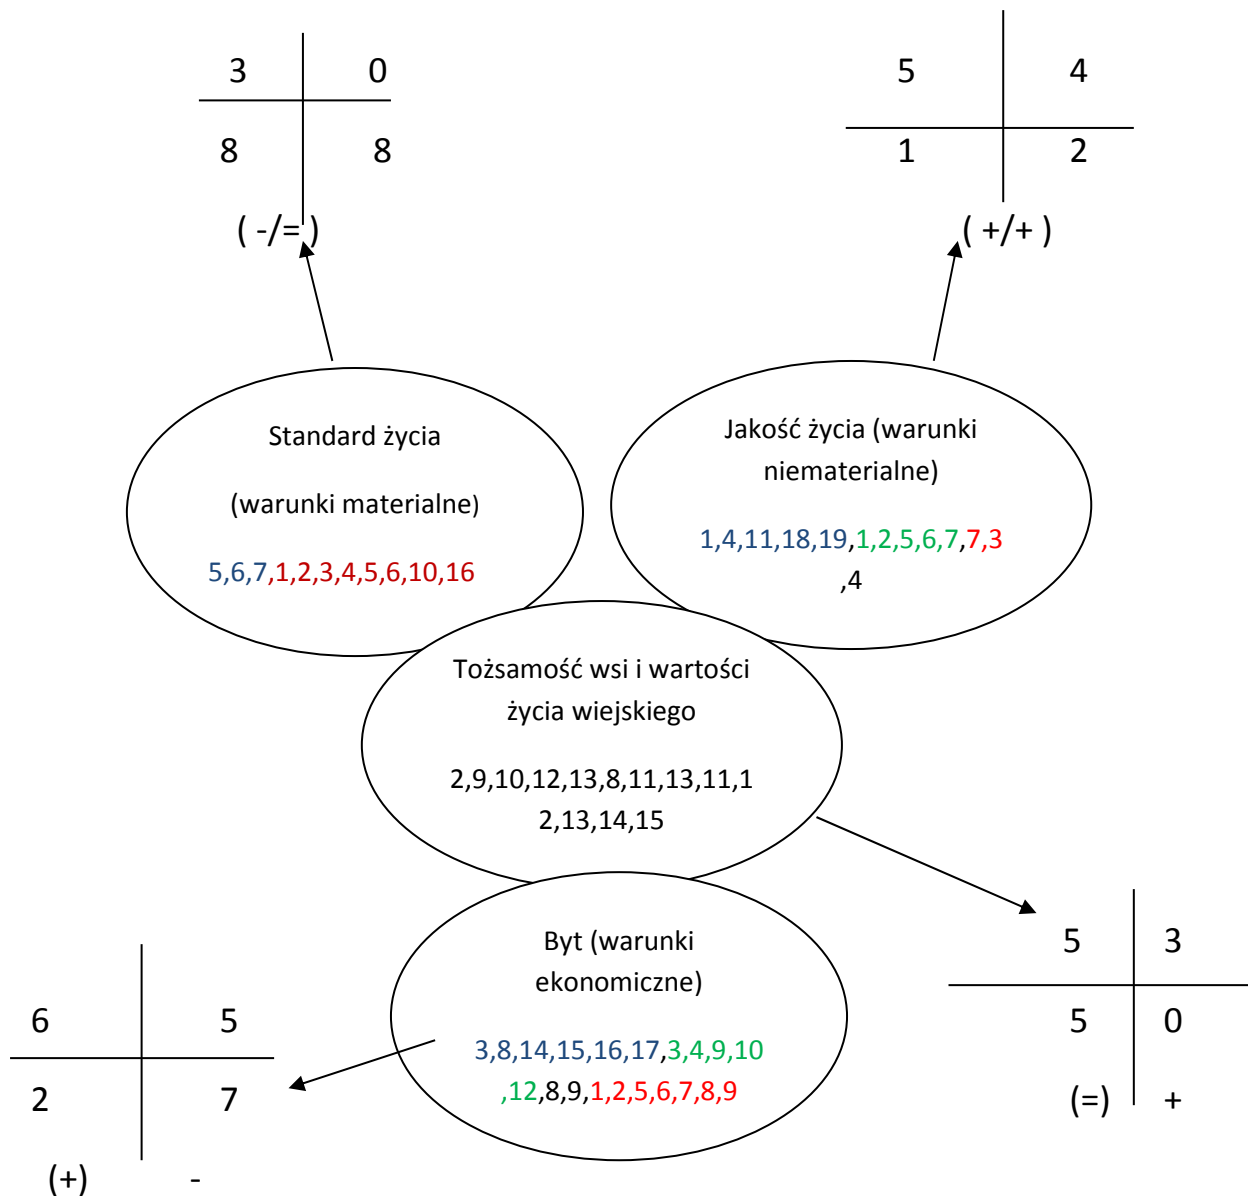 3 0
8 8
( -/= )
5 4
1 2
( +/+ )
Standard życia
(warunki materialne)
5,6,7,1,2,3,4,5,6,10,16
Jakość życia (warunki
niematerialne)
1,4,11,18,19,1,2,5,6,7,7,3
,4
Tożsamość wsi i wartości
życia wiejskiego
2,9,10,12,13,8,11,13,11,1
2,13,14,15
5 3
5 0
(=) +
Byt (warunki
ekonomiczne)
3,8,14,15,16,17,3,4,9,10
,12,8,9,1,2,5,6,7,8,9
6 5
2 7
(+) -